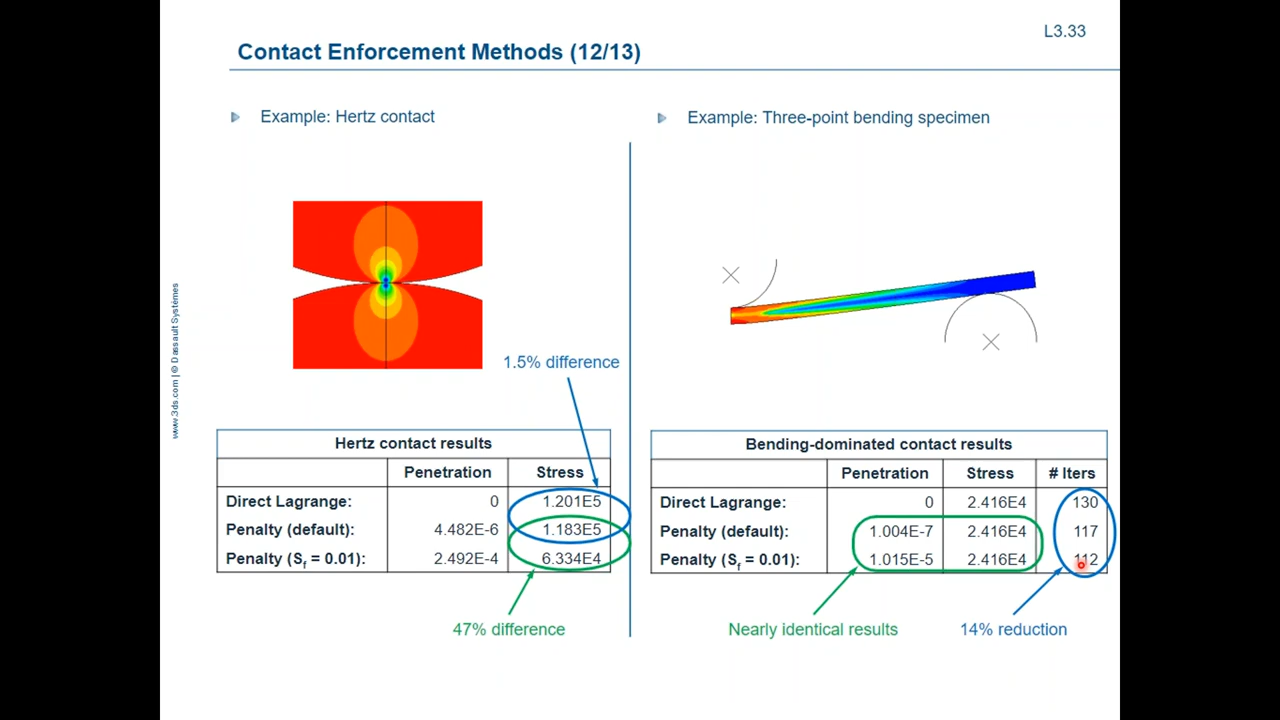 L3.33
Contact Enforcement Methods (12/13)
Example: Hertz contact
Example: Three-point bending specimen
1.5% difference
Hertz contact results
Penetration Stress
Direct Lagrange: 0 1.201E5
Penalty (default): 4.482E-6 1.183E5
Penalty (Sf = 0.01): 2.492E-4 6.334E4
47% difference
Bending-dominated contact results
Penetration Stress # Iters
Direct Lagrange: 0 2.416E4 130
Penalty (default): 1.004E-7 2.416E4 117
Penalty (Sf = 0.01): 1.015E-5 2.416E4 112
Nearly identical results
14% reduction
www.3ds.com | © Dassault Systèmes